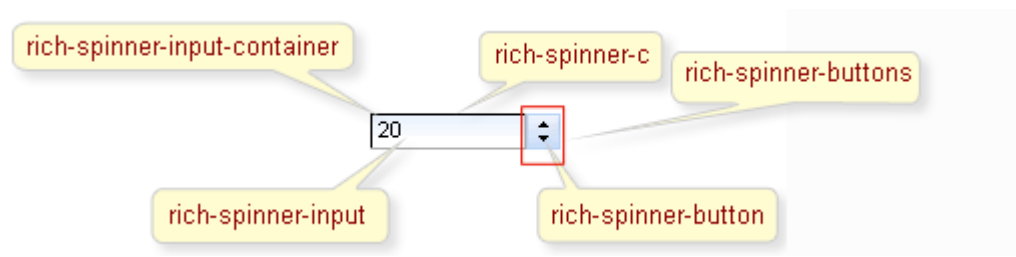 rich-spinner-input-container
rich-spinner-c
rich-spinner-buttons
20
rich-spinner-input
rich-spinner-button